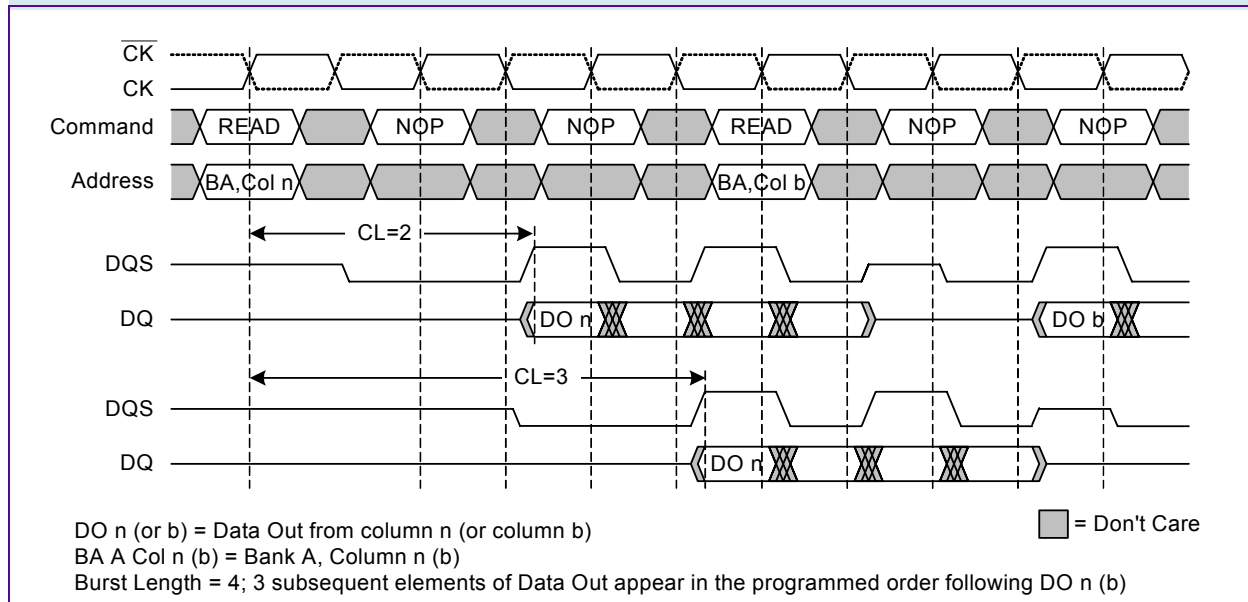 CK
CK
Command READ NOP NOP READ NOP NOP
Address BA,Col n BA,Col b
CL=2
DQS
DQ DO n DO b
CL=3
DQS
DQ DO n
DO n (or b) = Data Out from column n (or column b)
= Don't Care
BA A Col n (b) = Bank A, Column n (b)
Burst Length = 4; 3 subsequent elements of Data Out appear in the programmed order following DO n (b)